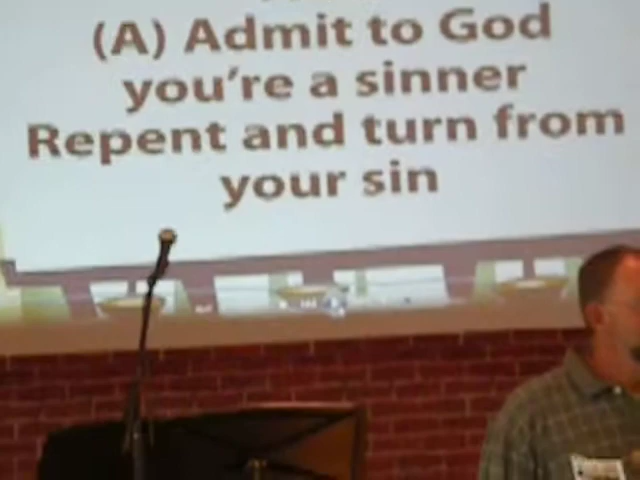 (A) Admit to God
you're a sinner
Repent and turn from
your sin